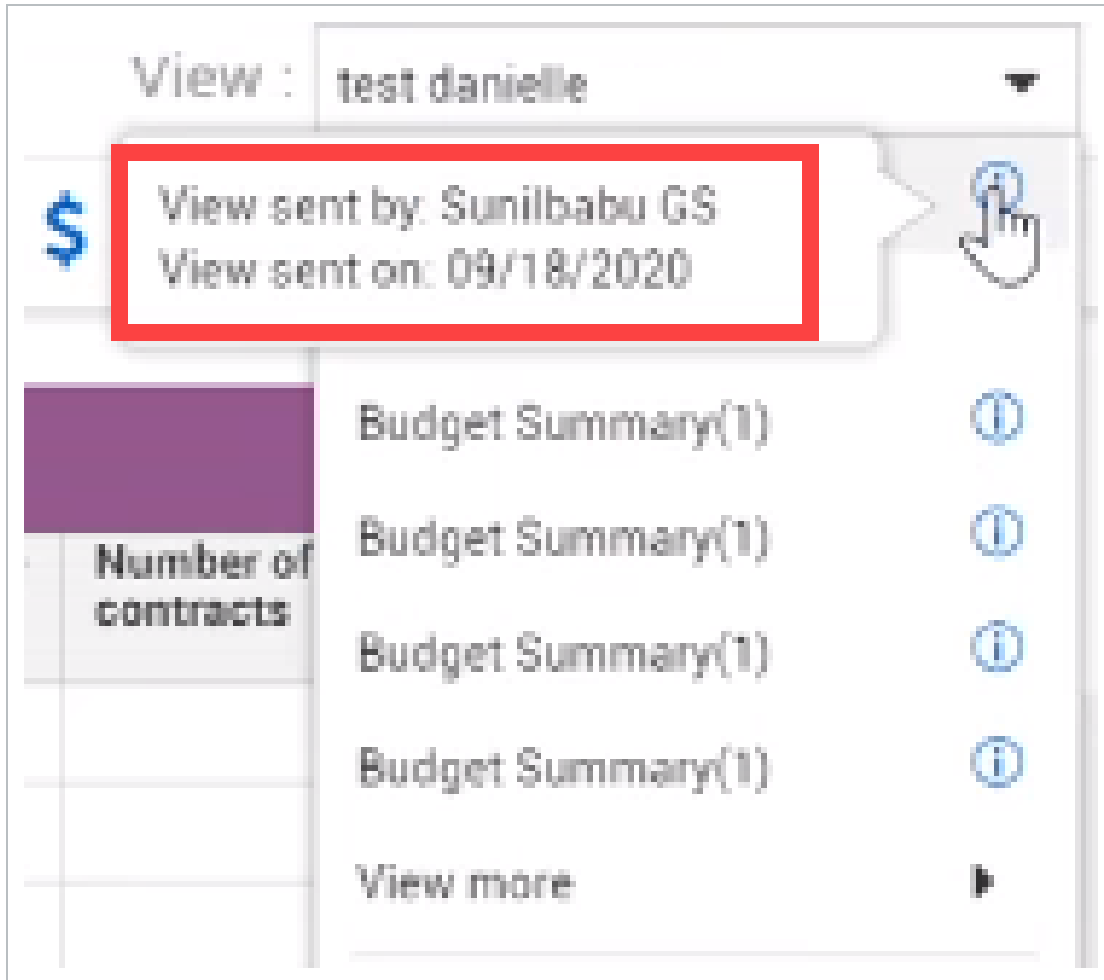 View :
test danielle
$
View sent by: Sunilbabu GS
View sent on: 09/18/2020
Budget Summary(1)
Budget Summary(1)
Number of
contracts
Budget Summary(1)
Budget Summary(1)
View more